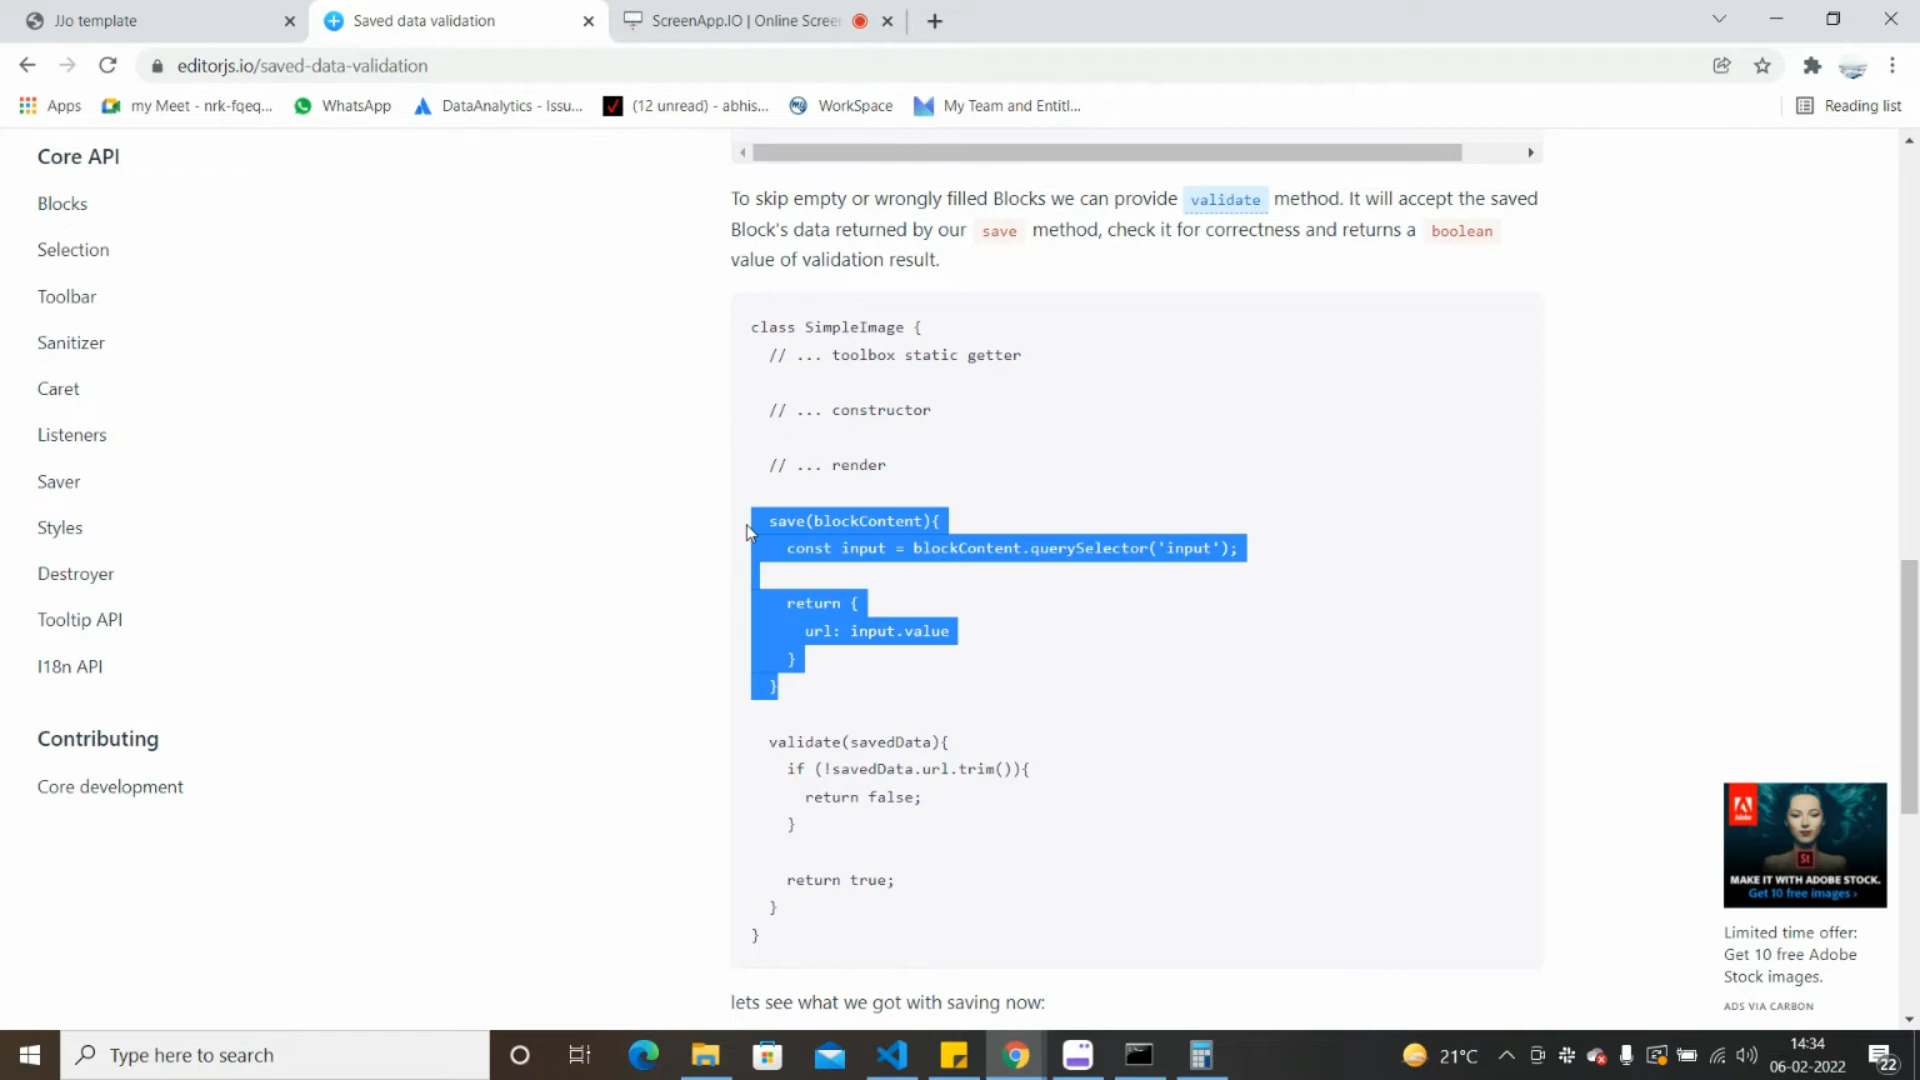 JJo template
Saved data validation
ScreenApp.IO | Online Scree
editorjs.io/saved-data-validation
Apps
my Meet - nrk-fqeq...
WhatsApp
DataAnalytics - Issu...
(12 unread) - abhis...
WorkSpace
My Team and Entitl...
Reading list
Core API
Blocks
Selection
Toolbar
Sanitizer
Caret
Listeners
Saver
Styles
Destroyer
Tooltip API
I18n API
Contributing
Core development
To skip empty or wrongly filled Blocks we can provide validate method. It will accept the saved
Block's data returned by our save method, check it for correctness and returns a boolean
value of validation result.
class SimpleImage {
// ... toolbox static getter
// ... constructor
// ... render
save(blockContent){
const input = blockContent.querySelector('input');
return {
url: input.value
}
}
validate(savedData){
if (!savedData.url.trim()){
return false;
}
return true;
}
}
lets see what we got with saving now:
St
MAKE IT WITH ADOBE STOCK.
Get 10 free images ›
Limited time offer:
Get 10 free Adobe
Stock images.
ADS VIA CARBON
Type here to search
21°C
14:34
06-02-2022
22